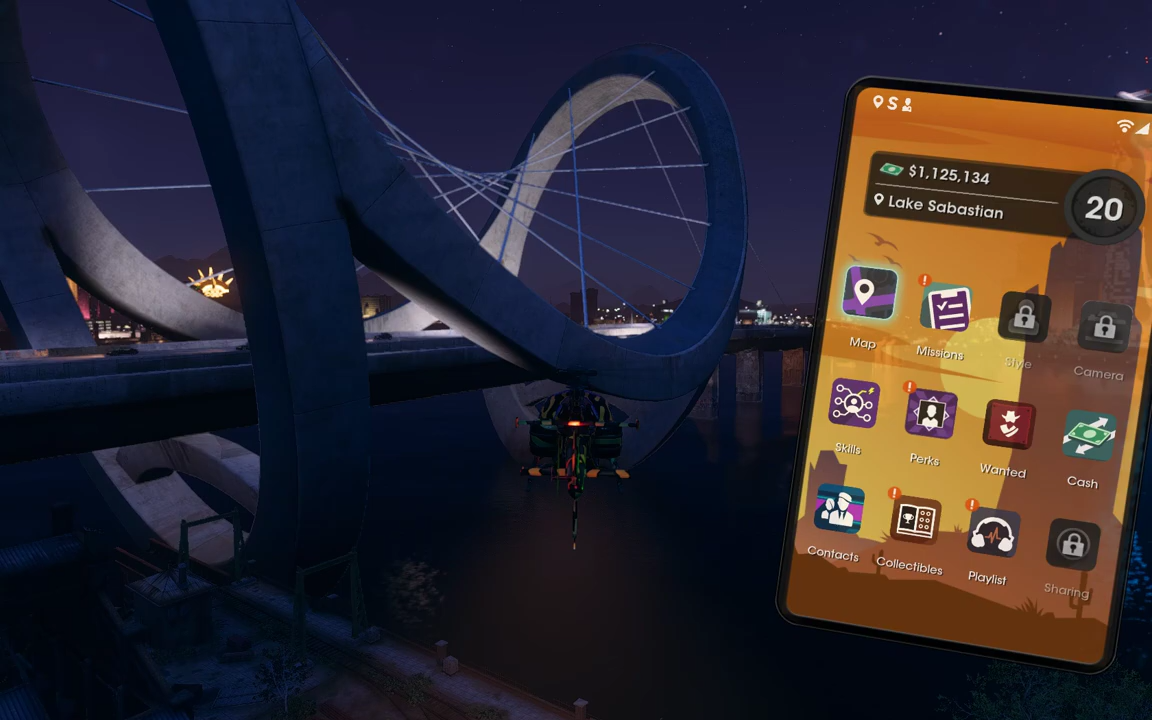 S
$1,125,134
Lake Sabastian
20
Map
Missions
Style
Camera
Skills
Perks
Wanted
Cash
Contacts
Collectibles
Playlist
Sharing